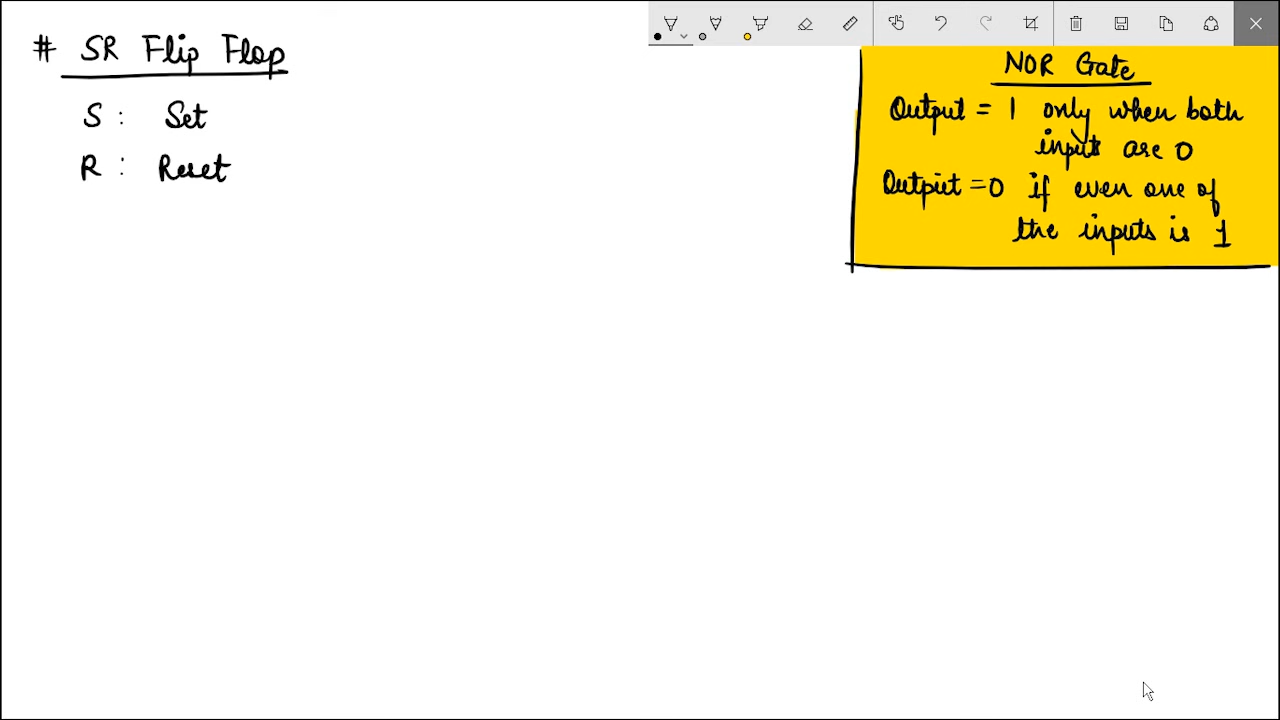 # SR Flip Flop
S : Set
R : Reset
NOR Gate
Output = 1 only when both
inputs are 0
Output = 0 if even one of
the inputs is 1